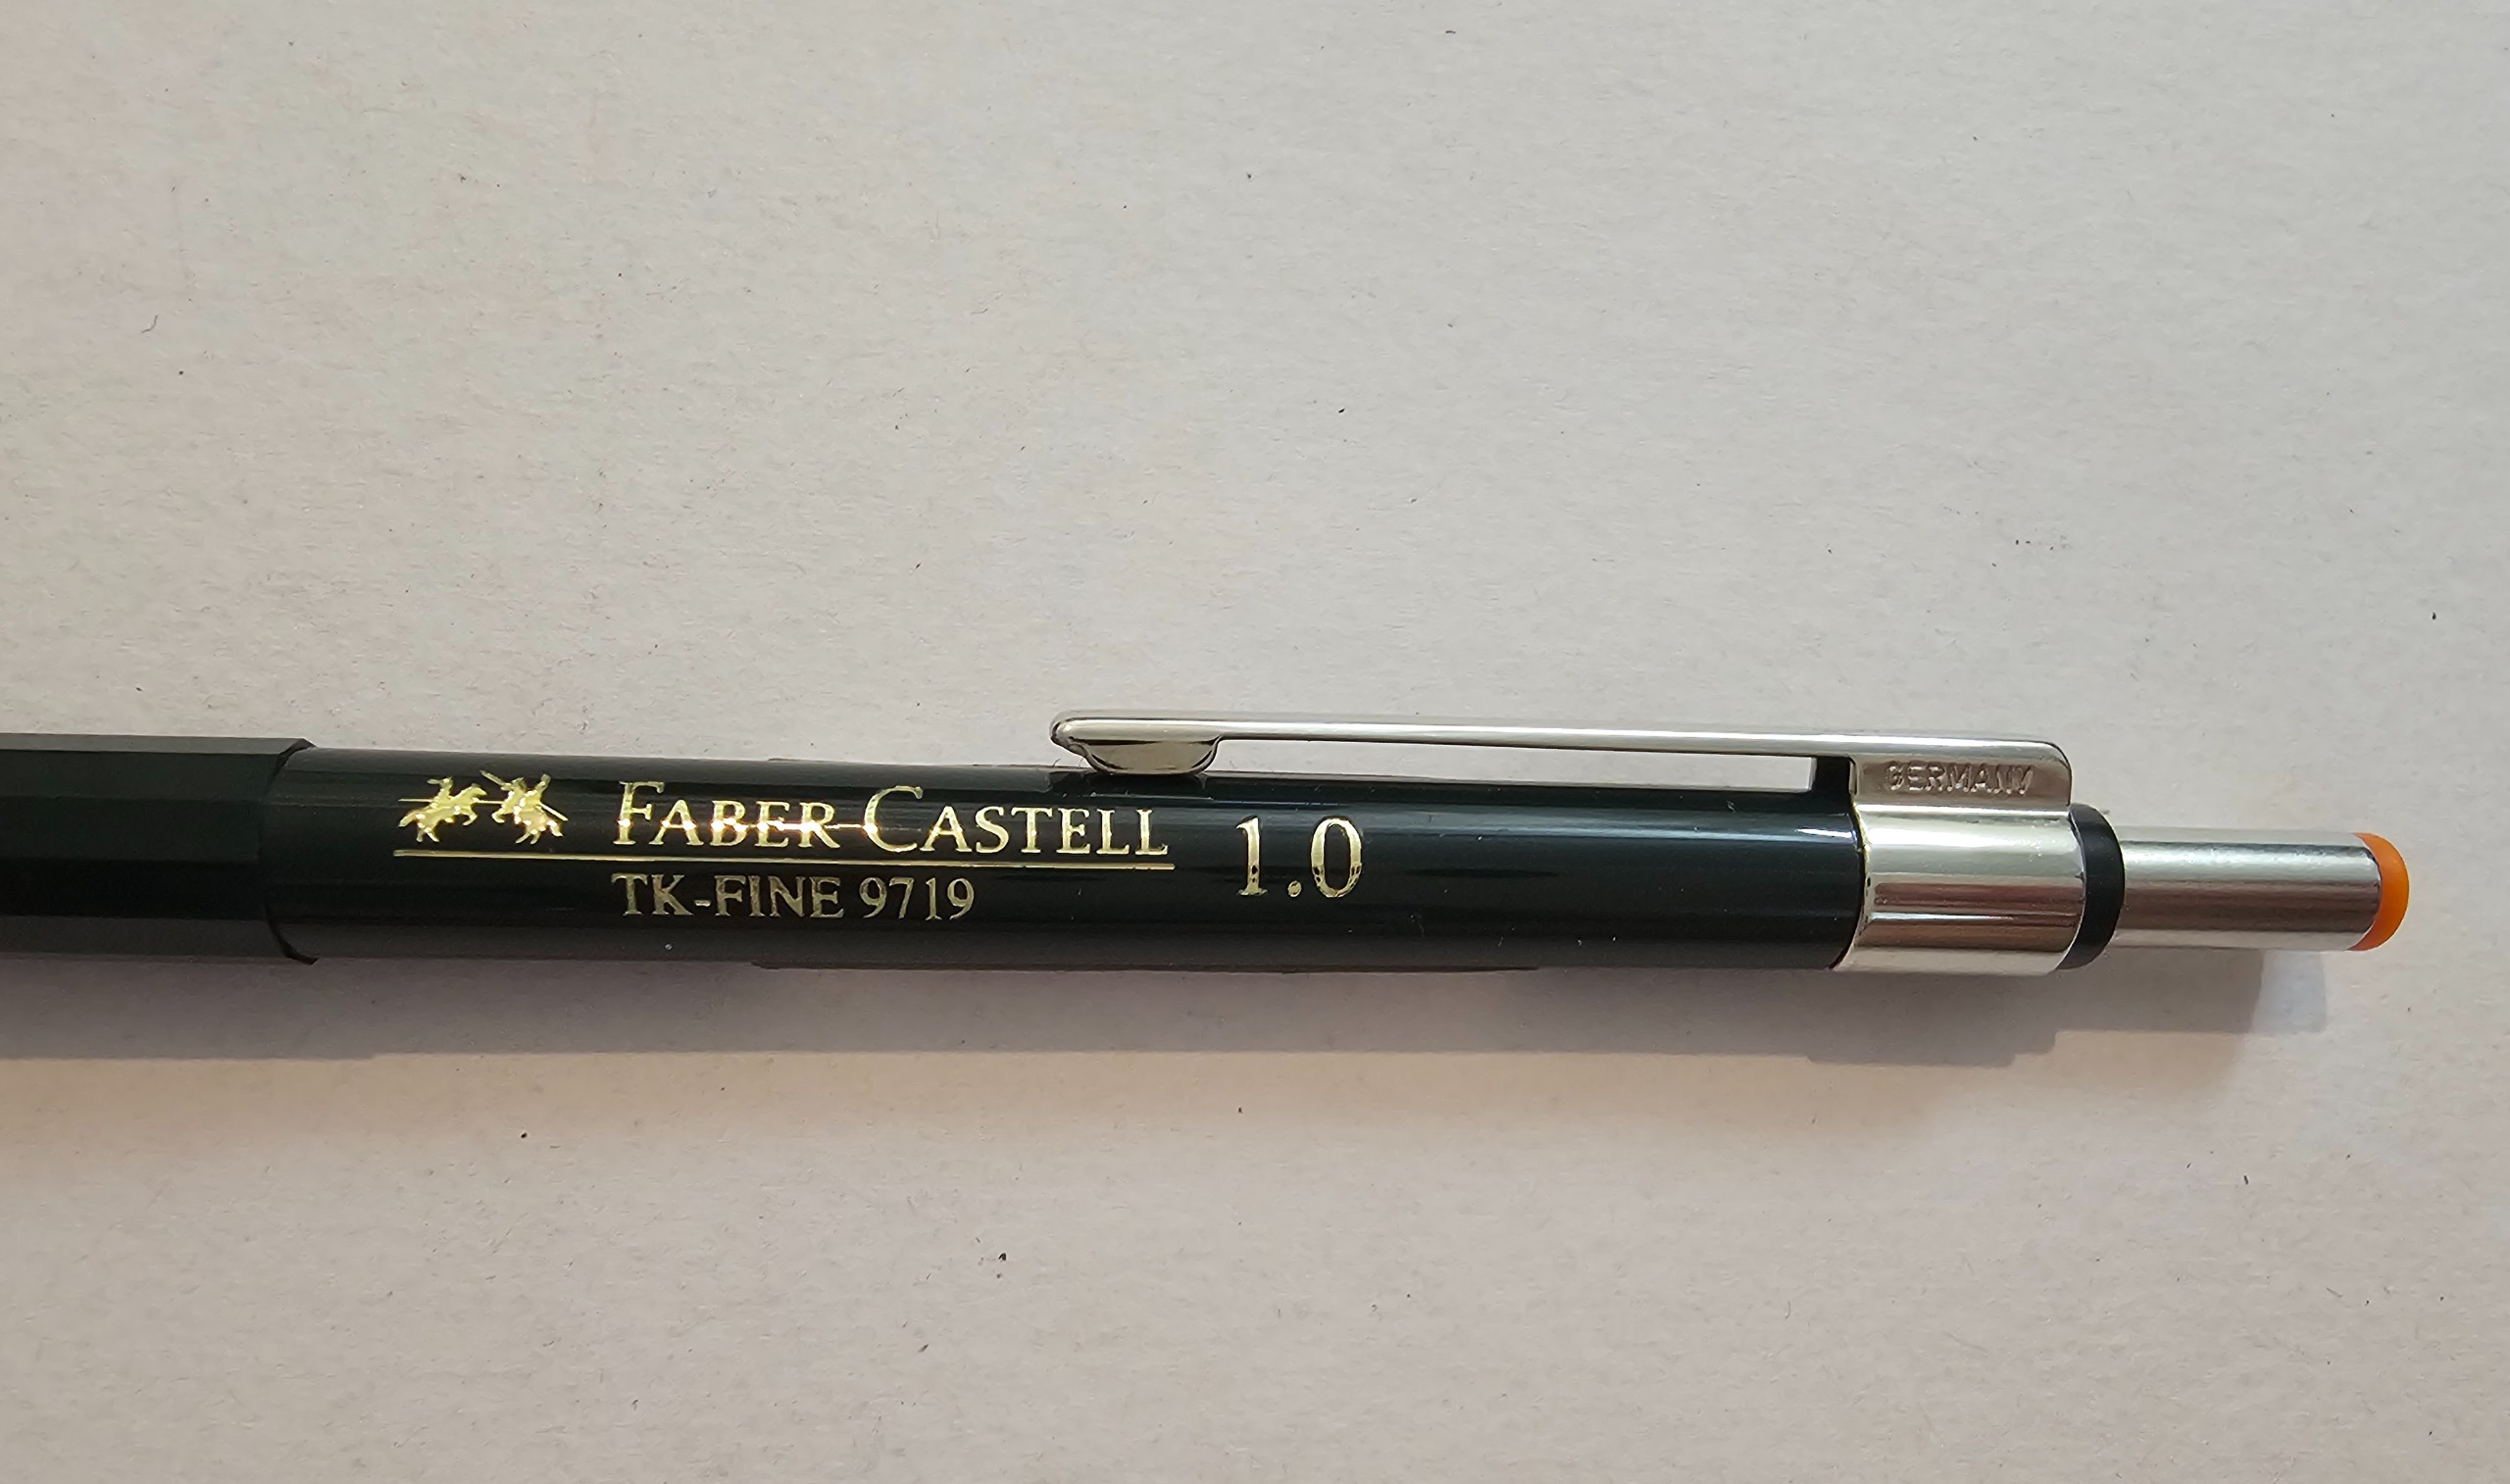 FABER-CASTELL
TK-FINE 9719
1.0
GERMANY